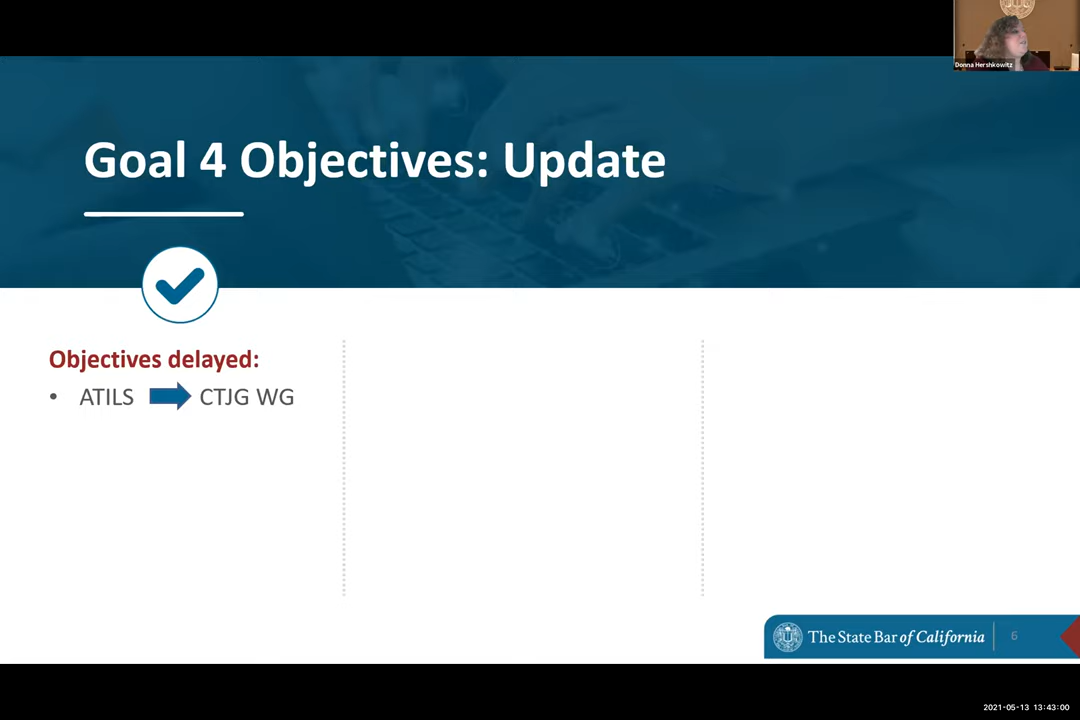 Donna Hershkowitz
Goal 4 Objectives: Update
Objectives delayed:
• ATILS CTJG WG
The State Bar of California 6
2021-05-13 13:43:00